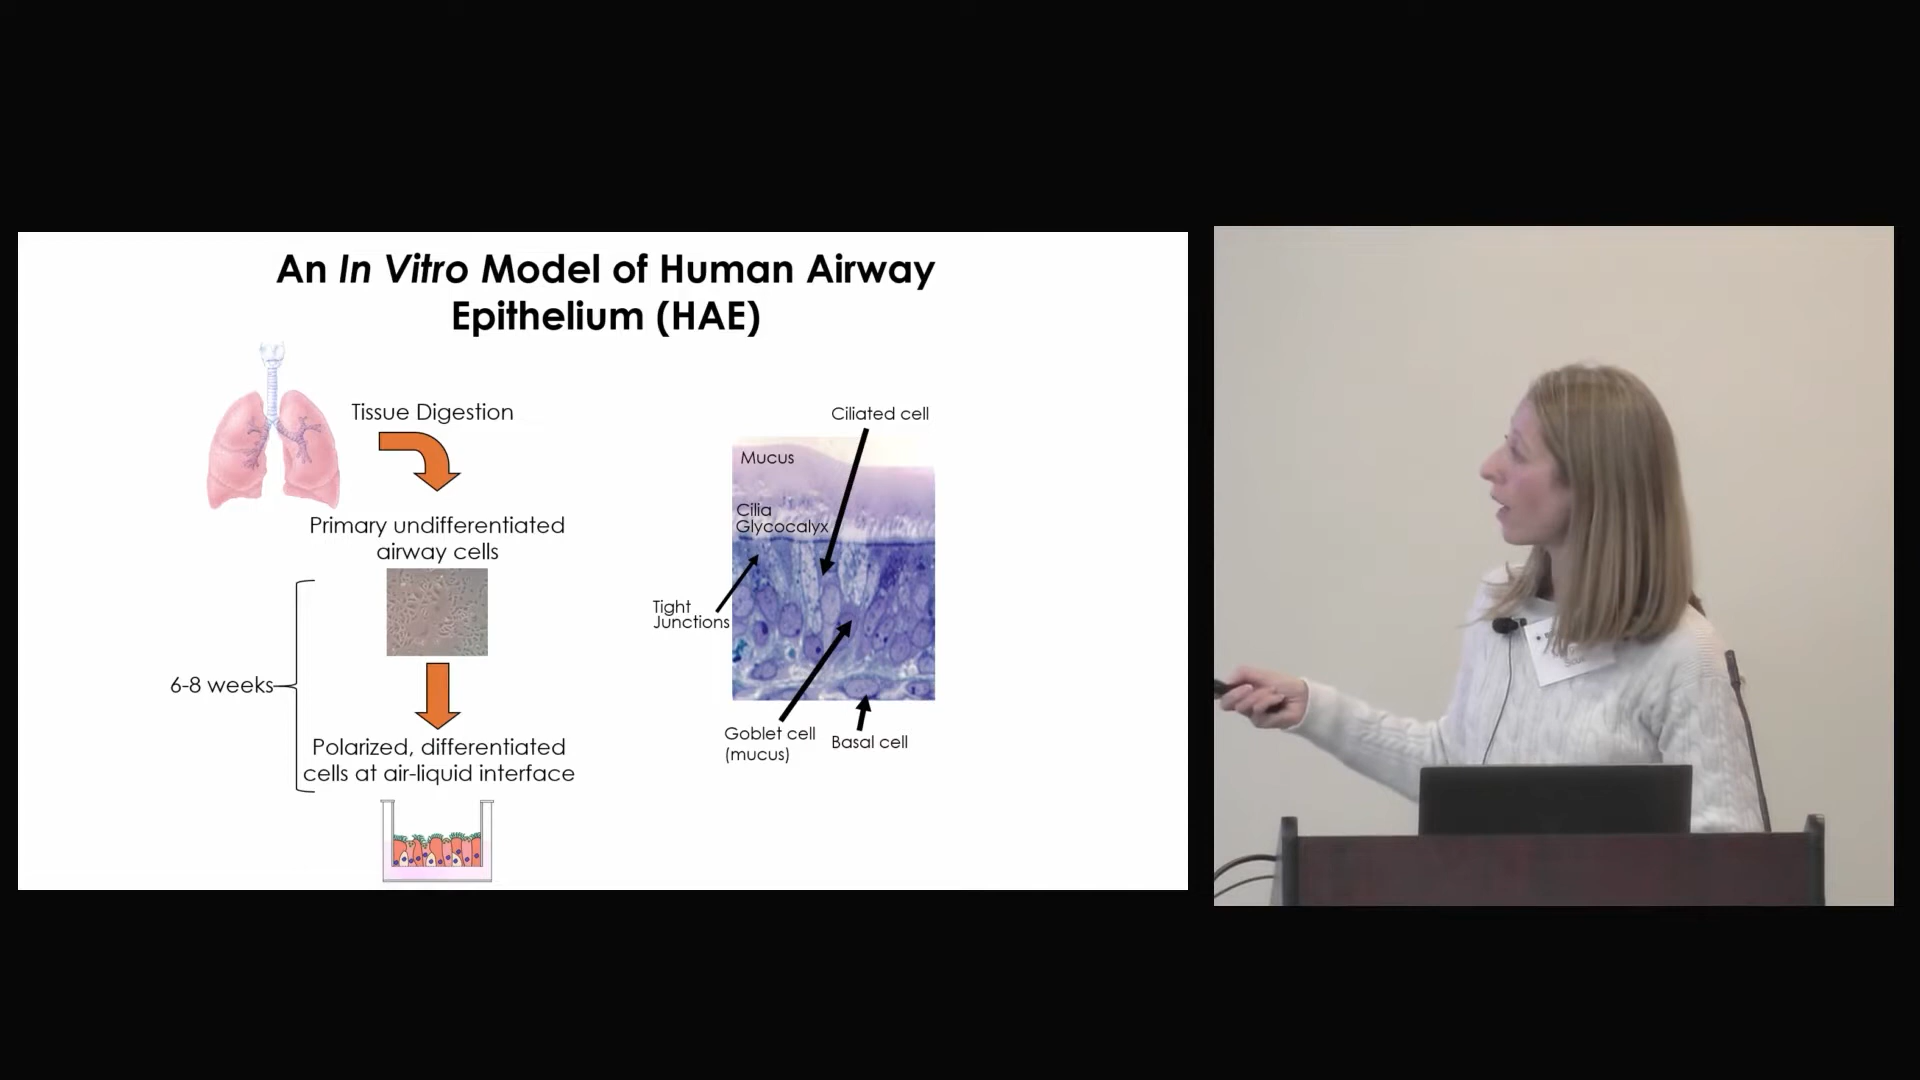 An In Vitro Model of Human Airway
Epithelium (HAE)
Tissue Digestion
Primary undifferentiated
airway cells
6-8 weeks
Polarized, differentiated
cells at air-liquid interface
Ciliated cell
Mucus
Cilia
Glycocalyx
Tight
Junctions
Goblet cell
(mucus)
Basal cell